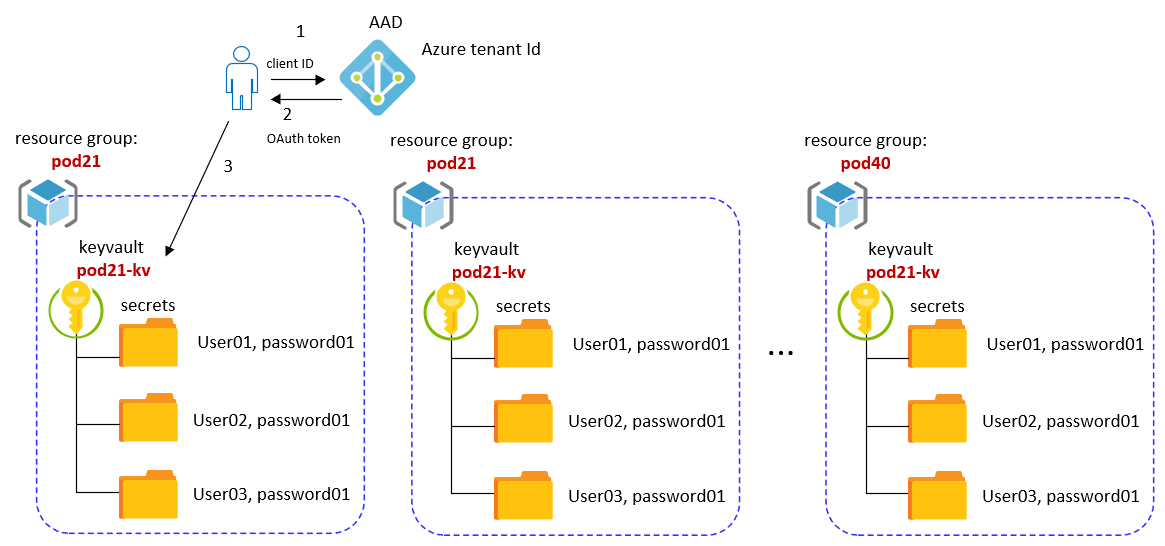 AAD
1
Azure tenant Id
client ID
2
OAuth token
3
resource group:
pod21
keyvault
pod21-kv
secrets
User01, password01
User02, password01
User03, password01
resource group:
pod21
keyvault
pod21-kv
secrets
User01, password01
User02, password01
User03, password01
...
resource group:
pod40
keyvault
pod21-kv
secrets
User01, password01
User02, password01
User03, password01